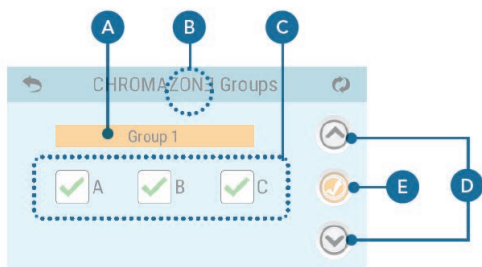 A B C
CHROMAZONE Groups
Group 1
A B C
D
E